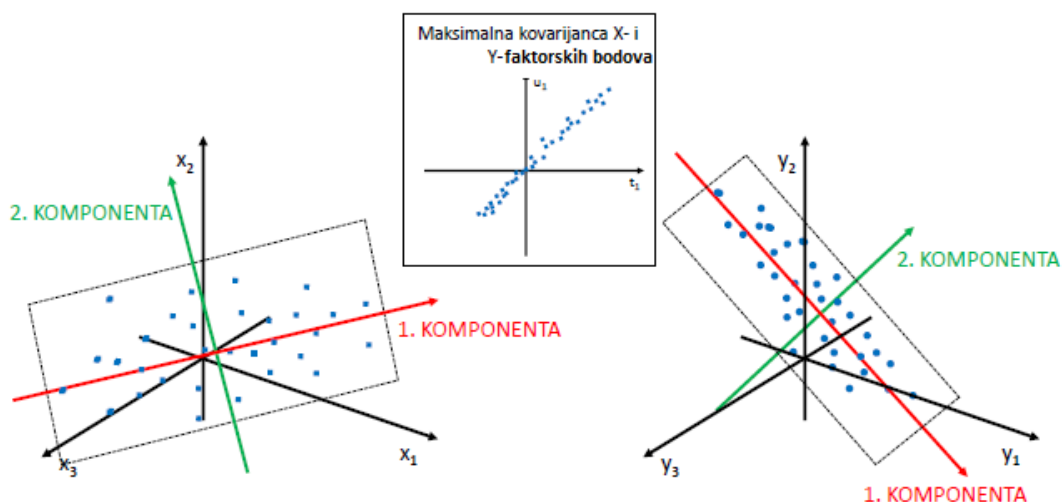 Maksimalna kovarijanca X- i
Y-faktorskih bodova
u₁
t₁
x₂
2. KOMPONENTA
1. KOMPONENTA
x₃
x₁
y₂
2. KOMPONENTA
y₃
y₁
1. KOMPONENTA